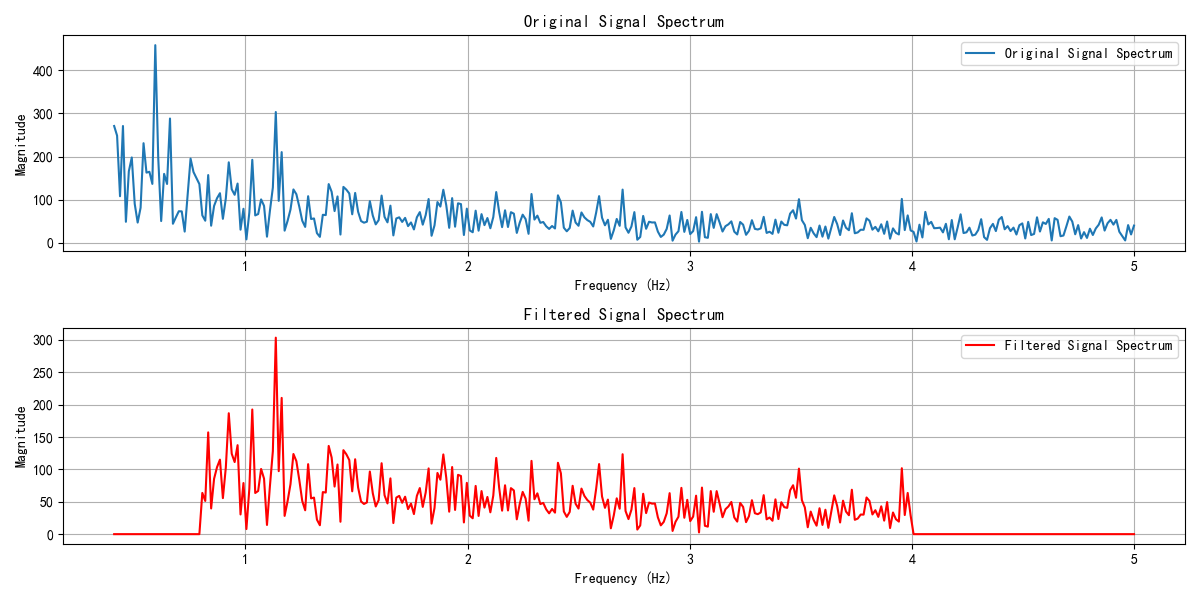 Original Signal Spectrum
Original Signal Spectrum
Magnitude
400
300
200
100
0
1
2
3
4
5
Frequency (Hz)
Filtered Signal Spectrum
Filtered Signal Spectrum
Magnitude
300
250
200
150
100
50
0
1
2
3
4
5
Frequency (Hz)